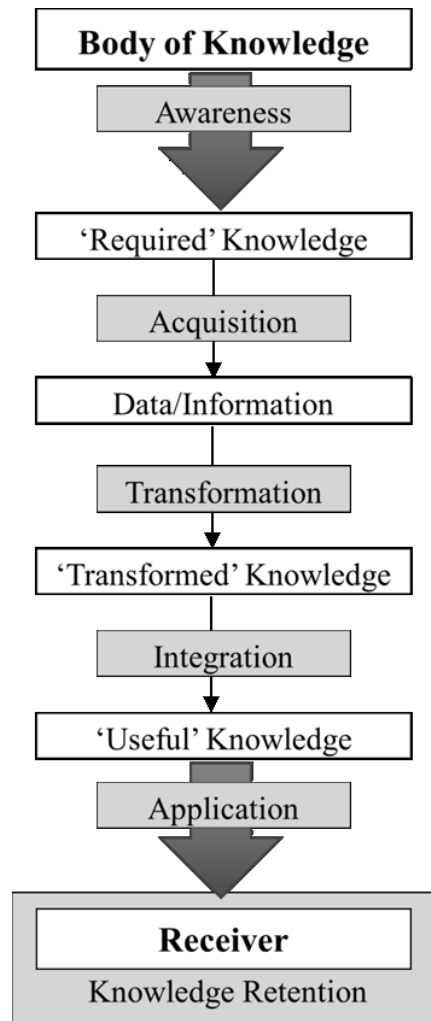 Body of Knowledge
Awareness
‘Required’ Knowledge
Acquisition
Data/Information
Transformation
‘Transformed’ Knowledge
Integration
‘Useful’ Knowledge
Application
Receiver
Knowledge Retention